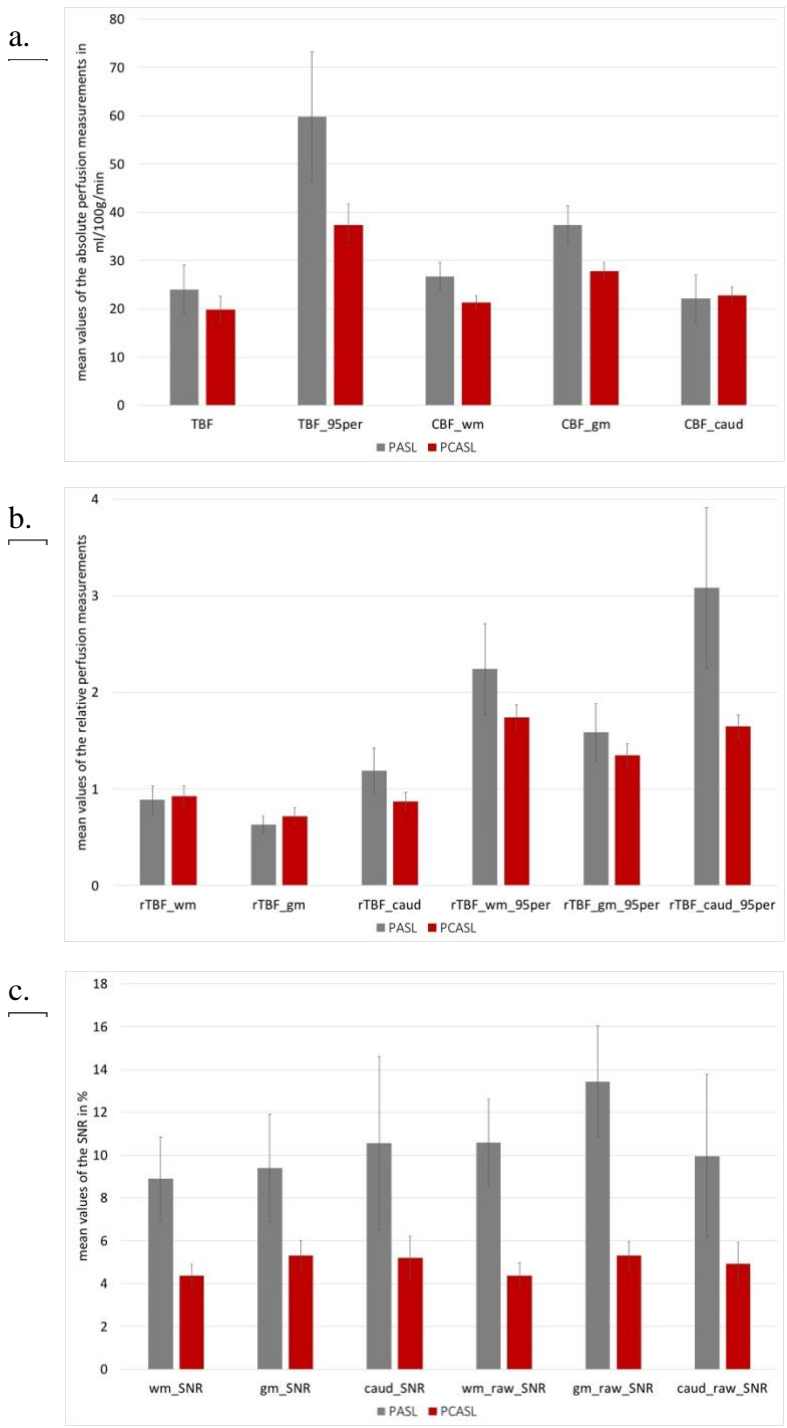 a.
mean values of the absolute perfusion measurements in
ml/100g/min
80
70
60
50
40
30
20
10
0
TBF TBF_95per CBF_wm CBF_gm CBF_caud
PASL PCASL
b.
mean values of the relative perfusion measurements
4
3
2
1
0
rTBF_wm rTBF_gm rTBF_caud rTBF_wm_95per rTBF_gm_95per rTBF_caud_95per
PASL PCASL
c.
mean values of the SNR in %
18
16
14
12
10
8
6
4
2
0
wm_SNR gm_SNR caud_SNR wm_raw_SNR gm_raw_SNR caud_raw_SNR
PASL PCASL